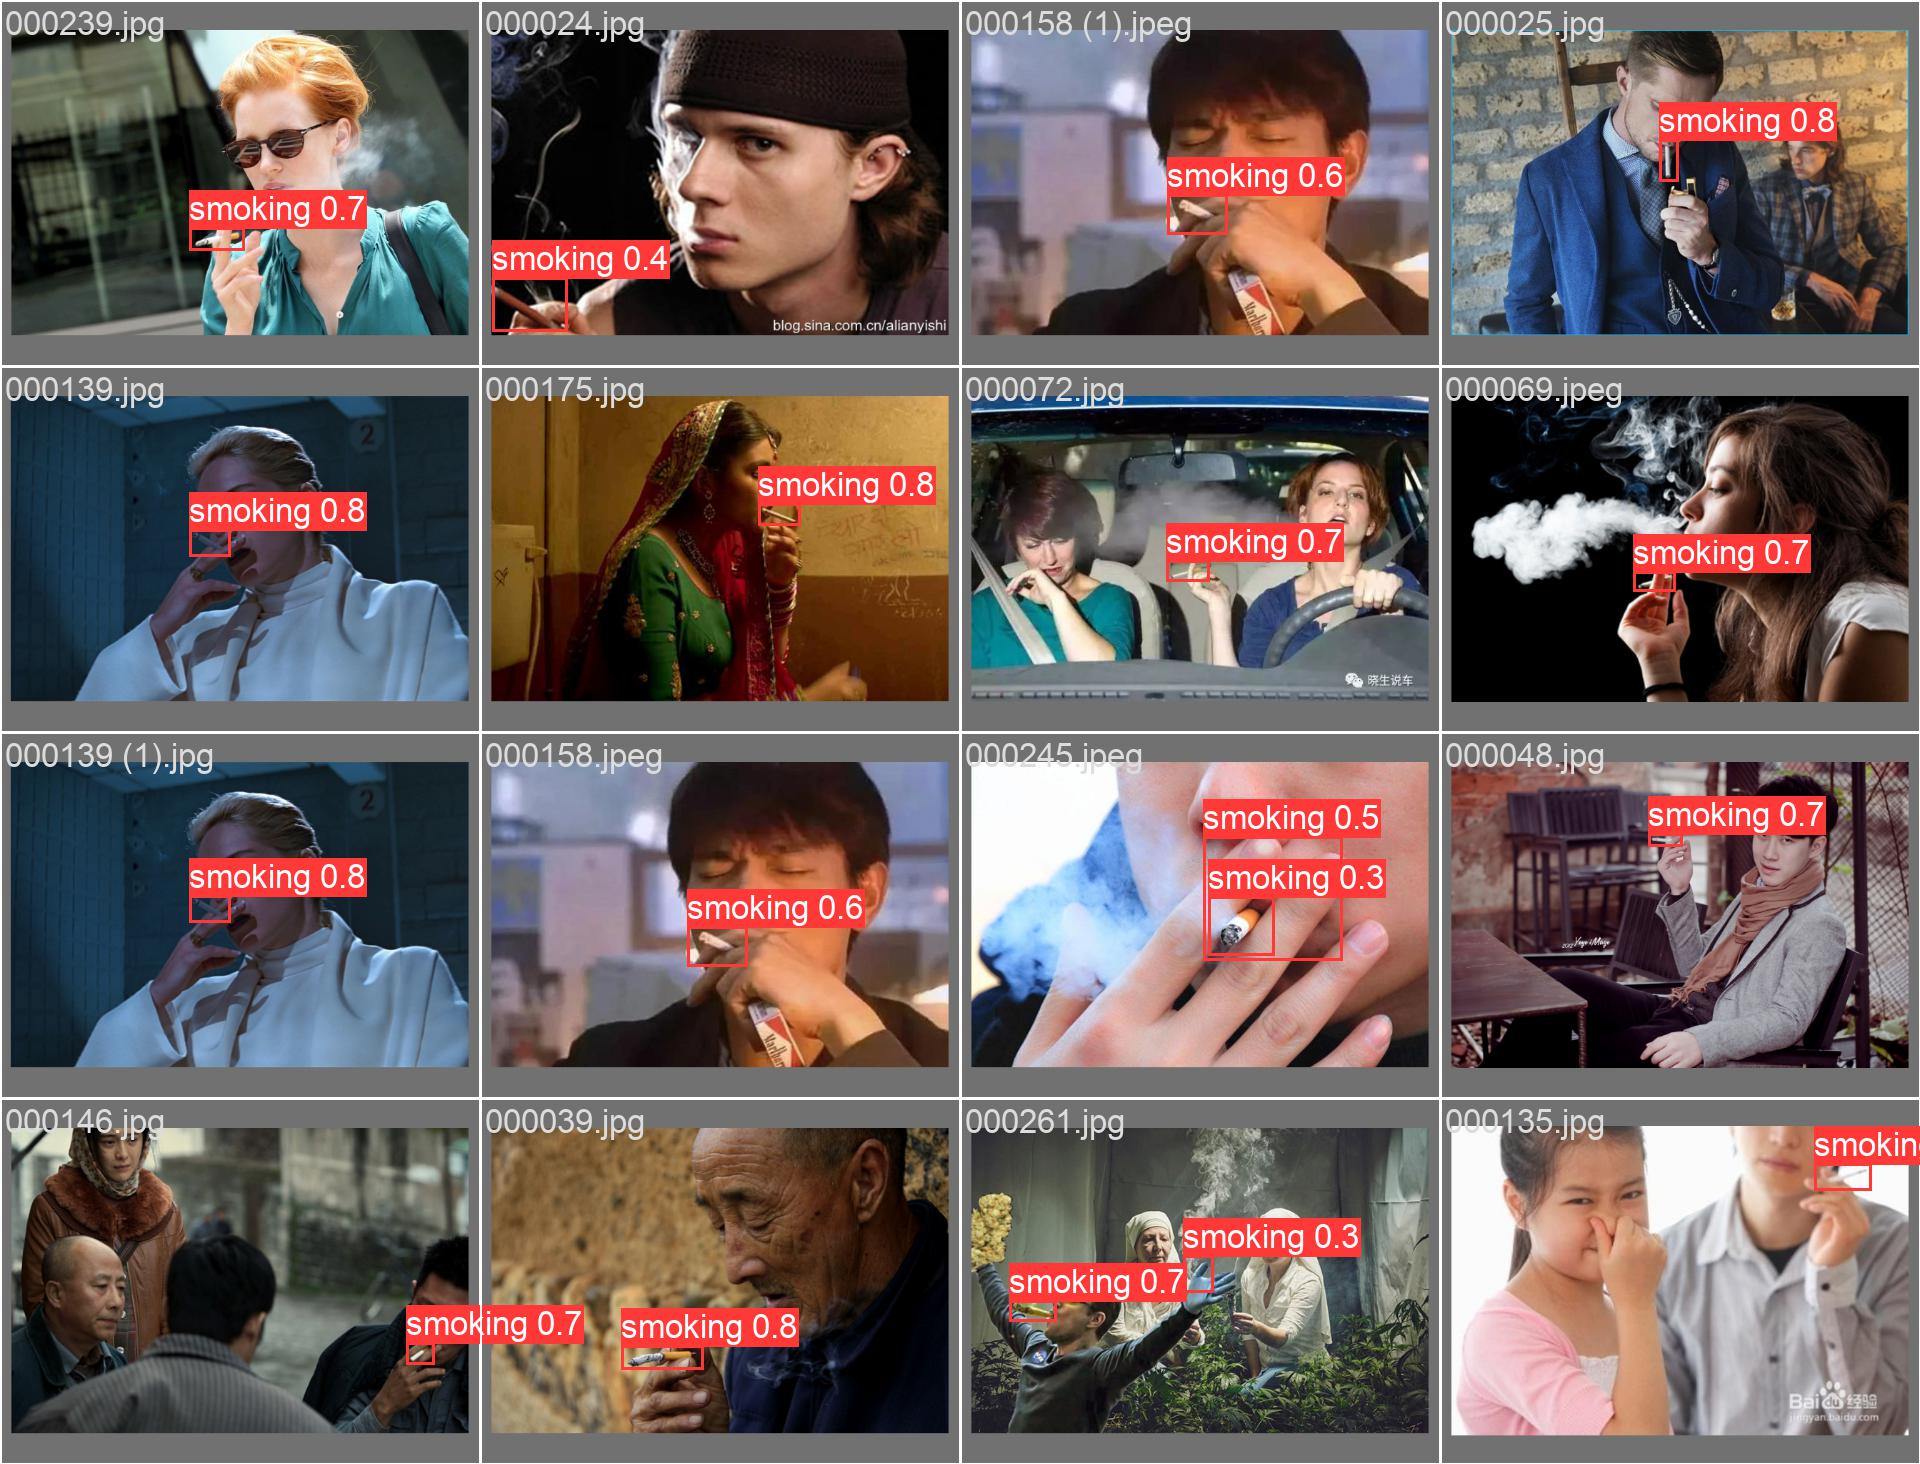 000239.jpg
000024.jpg
000158 (1).jpeg
000025.jpg
smoking 0.7
smoking 0.4
blog.sina.com.cn/alianyishi
smoking 0.6
Marlboro
smoking 0.8
000139.jpg
000175.jpg
000072.jpg
000069.jpeg
2
smoking 0.8
smoking 0.8
smoking 0.7
晓生说车
smoking 0.7
000139 (1).jpg
000158.jpeg
000245.jpeg
000048.jpg
2
smoking 0.8
smoking 0.6
Marlboro
smoking 0.5
smoking 0.3
smoking 0.7
000146.jpg
000039.jpg
000261.jpg
000135.jpg
smoking 0.7
smoking 0.8
smoking 0.3
smoking 0.7
smokin
Baidu 经验
jingyan.baidu.com